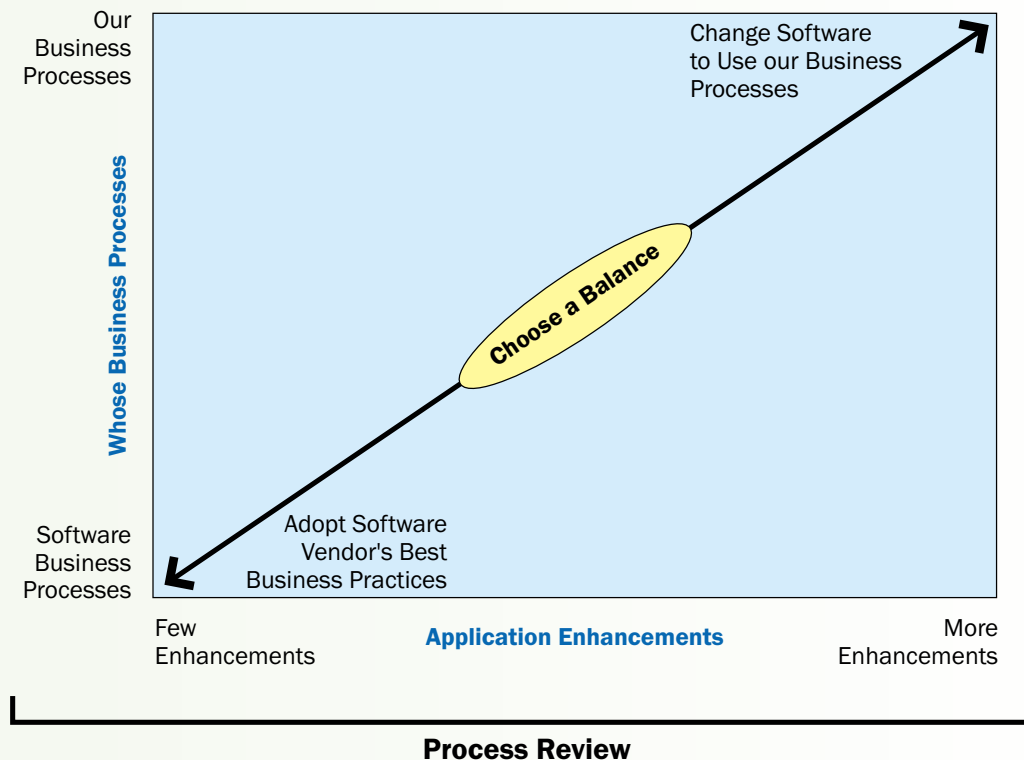 Our
Business
Processes
Change Software
to Use our Business
Processes
Whose Business Processes
Choose a Balance
Software
Business
Processes
Adopt Software
Vendor's Best
Business Practices
Few
Enhancements
Application Enhancements
More
Enhancements
Process Review